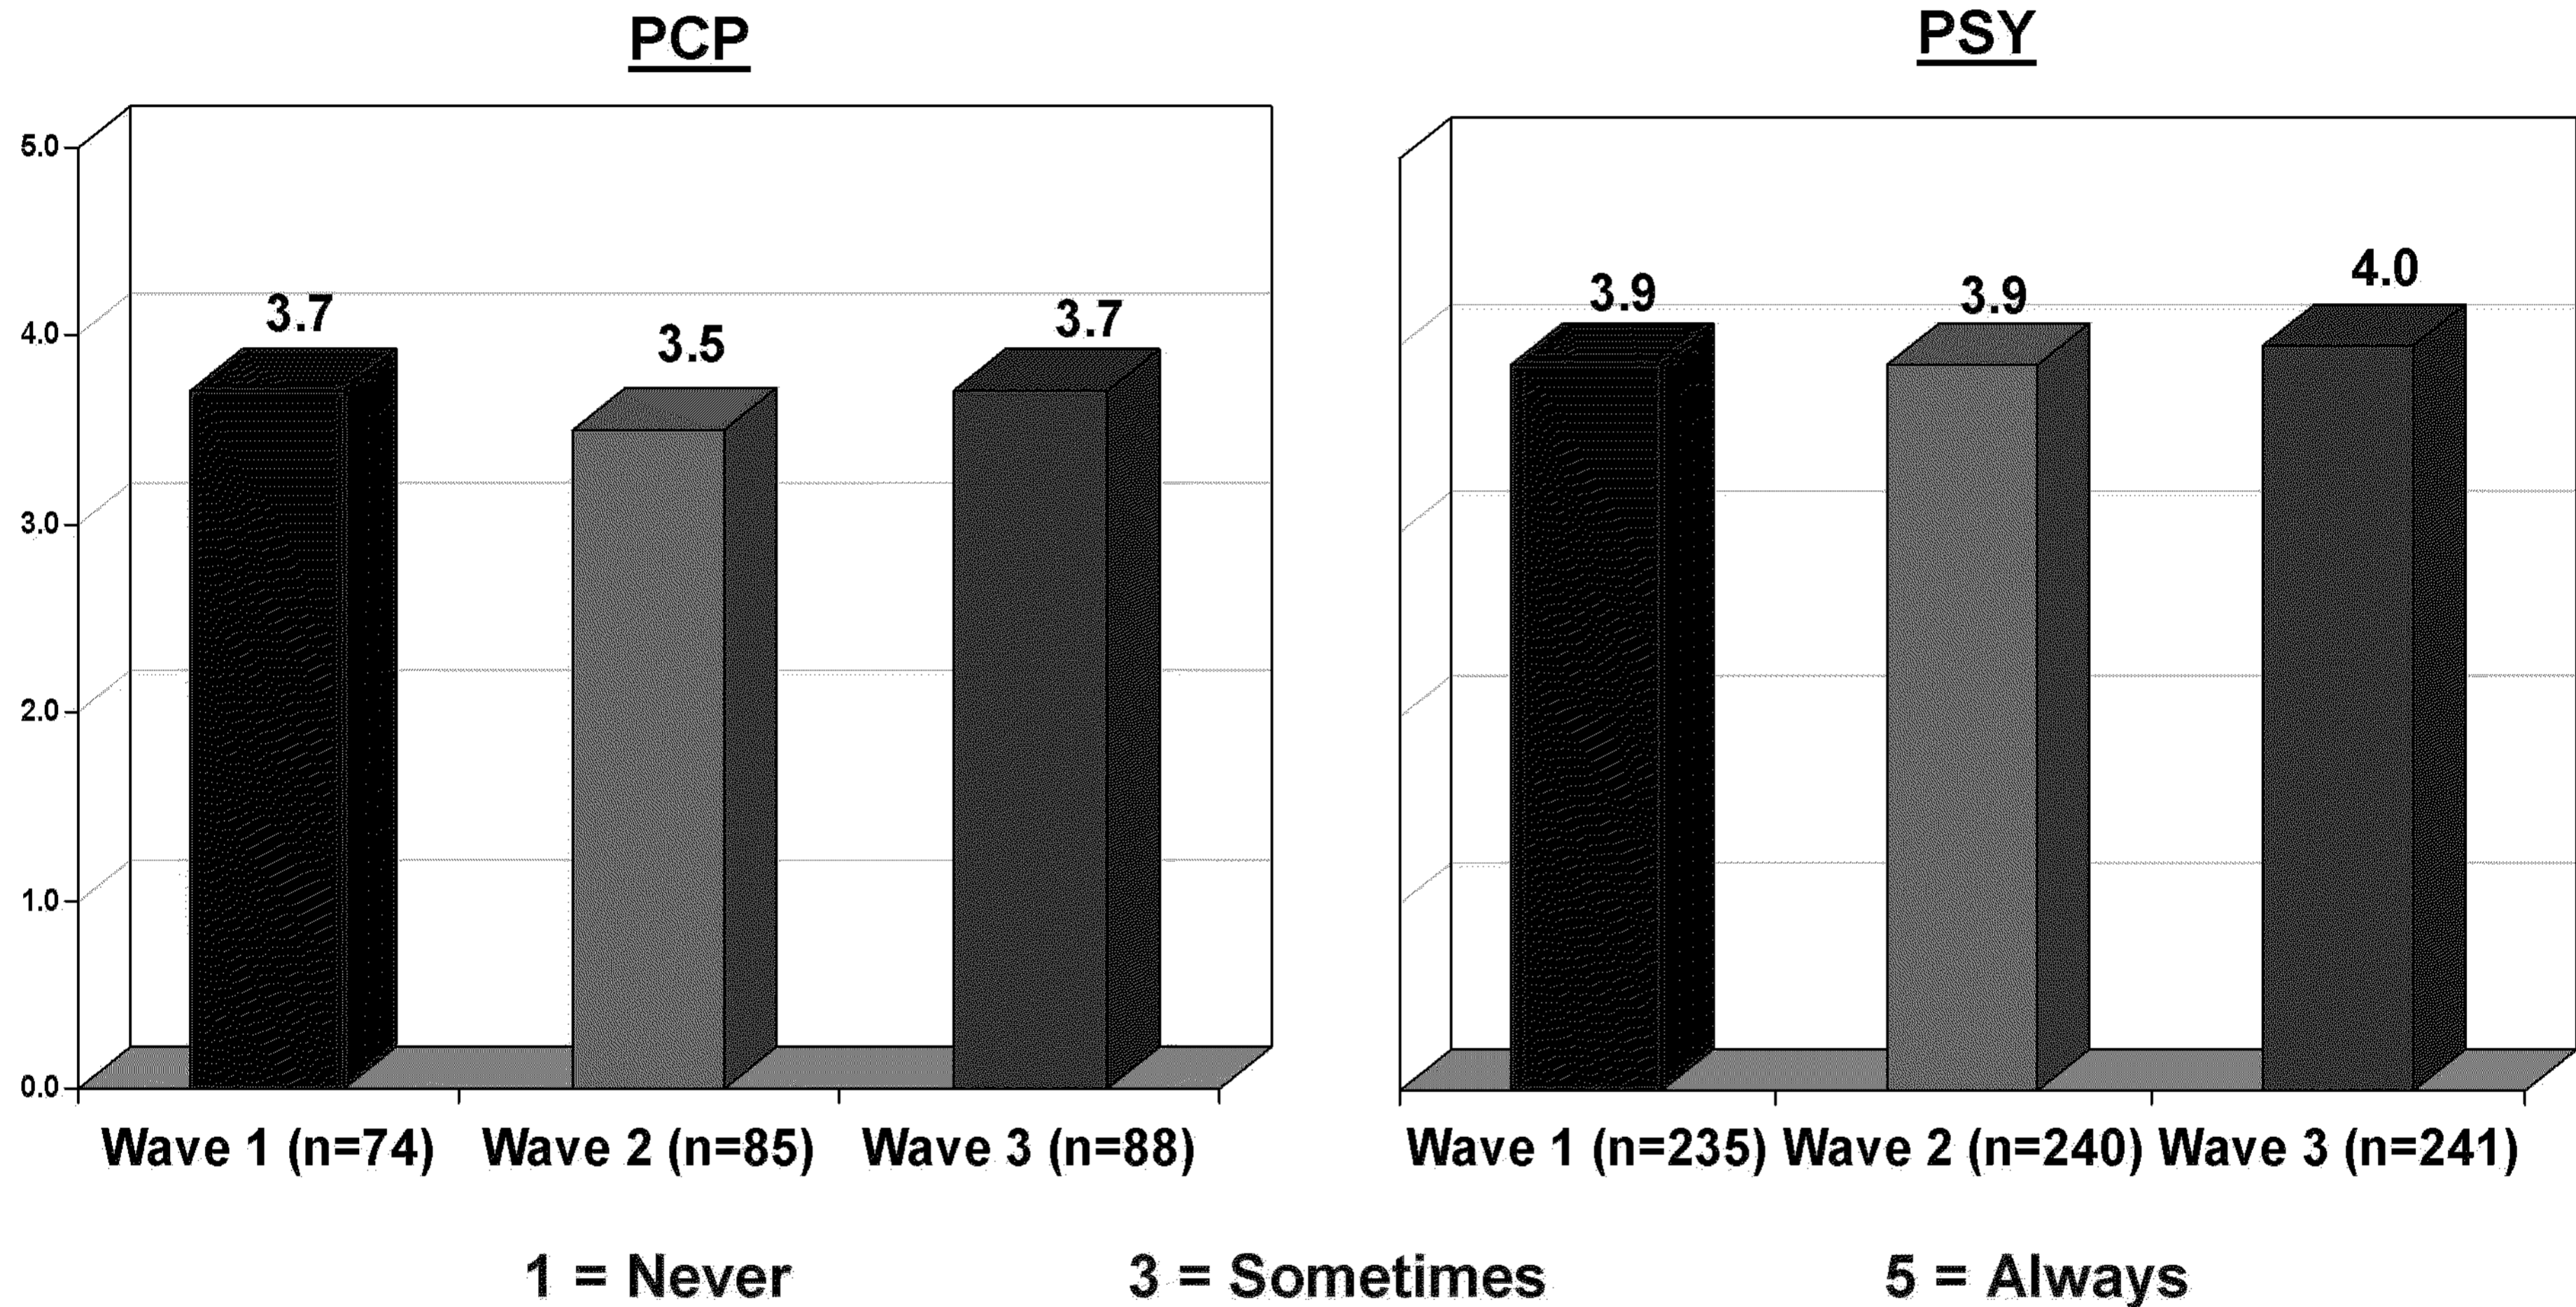 PCP
PSY
5.0
4.0
3.0
2.0
1.0
0.0
3.7
3.5
3.7
3.9
3.9
4.0
Wave 1 (n=74) Wave 2 (n=85) Wave 3 (n=88)
Wave 1 (n=235) Wave 2 (n=240) Wave 3 (n=241)
1 = Never 3 = Sometimes 5 = Always